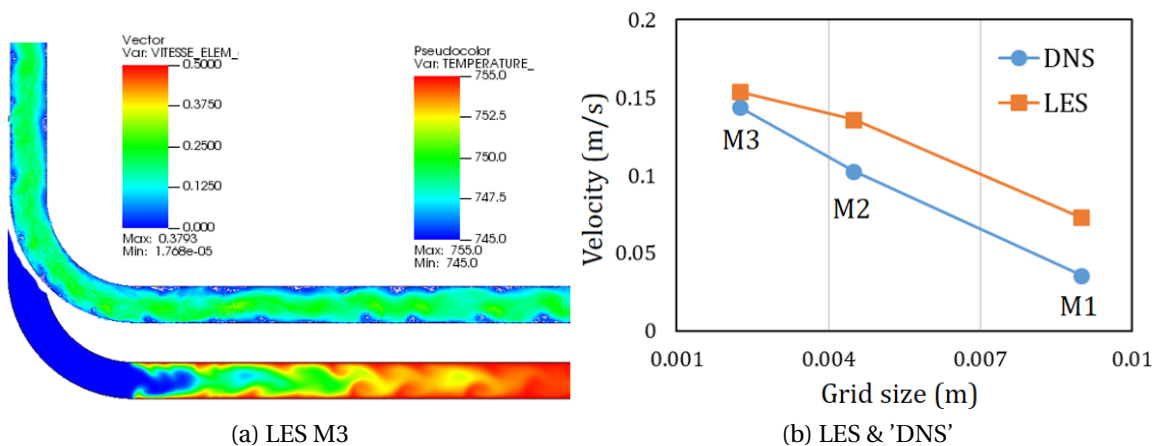 Vector
Var: VITESSE_ELEM_
0.5000
0.3750
0.2500
0.1250
0.000
Max: 0.3793
Min: 1.768e-05
Pseudocolor
Var: TEMPERATURE_
755.0
752.5
750.0
747.5
745.0
Max: 755.0
Min: 745.0
(a) LES M3
Velocity (m/s)
0.2
0.15
0.1
0.05
0
DNS
LES
M3
M2
M1
0.001
0.004
0.007
0.01
Grid size (m)
(b) LES & 'DNS'